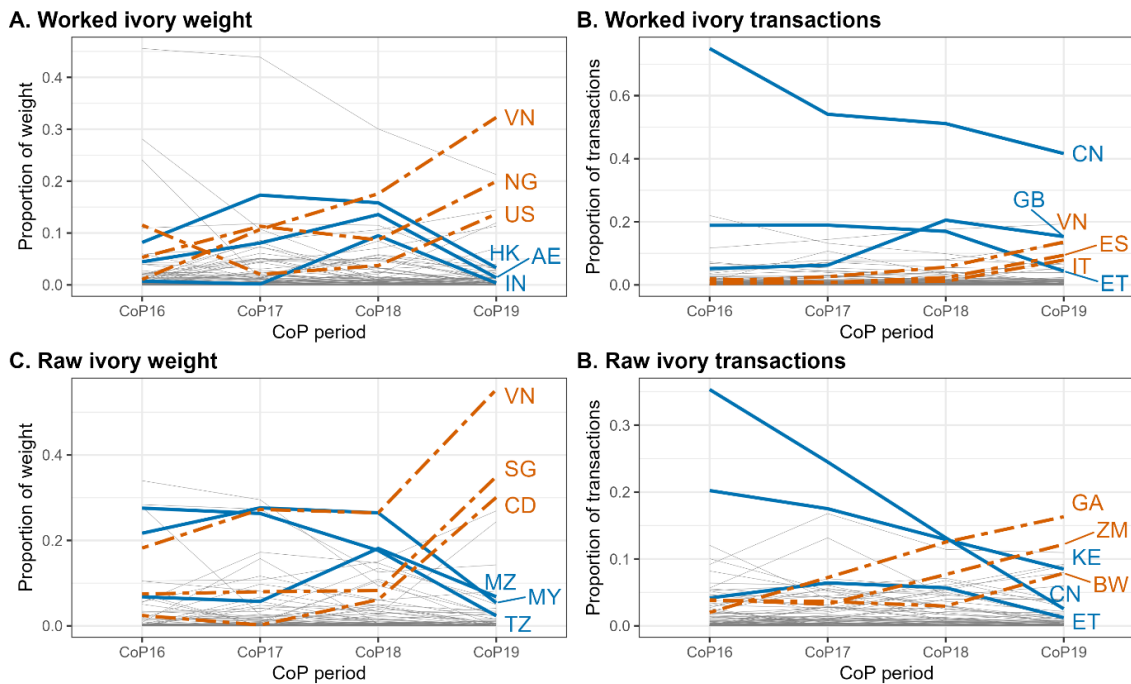 A. Worked ivory weight
Proportion of weight
0.4
0.3
0.2
0.1
0.0
VN
NG
US
HK
AE
IN
CoP16
CoP17
CoP18
CoP19
CoP period
B. Worked ivory transactions
Proportion of transactions
0.6
0.4
0.2
0.0
CN
GB
VN
ES
IT
ET
CoP16
CoP17
CoP18
CoP19
CoP period
C. Raw ivory weight
Proportion of weight
0.4
0.2
0.0
VN
SG
CD
MZ
MY
TZ
CoP16
CoP17
CoP18
CoP19
CoP period
B. Raw ivory transactions
Proportion of transactions
0.3
0.2
0.1
0.0
GA
ZM
KE
BW
CN
ET
CoP16
CoP17
CoP18
CoP19
CoP period